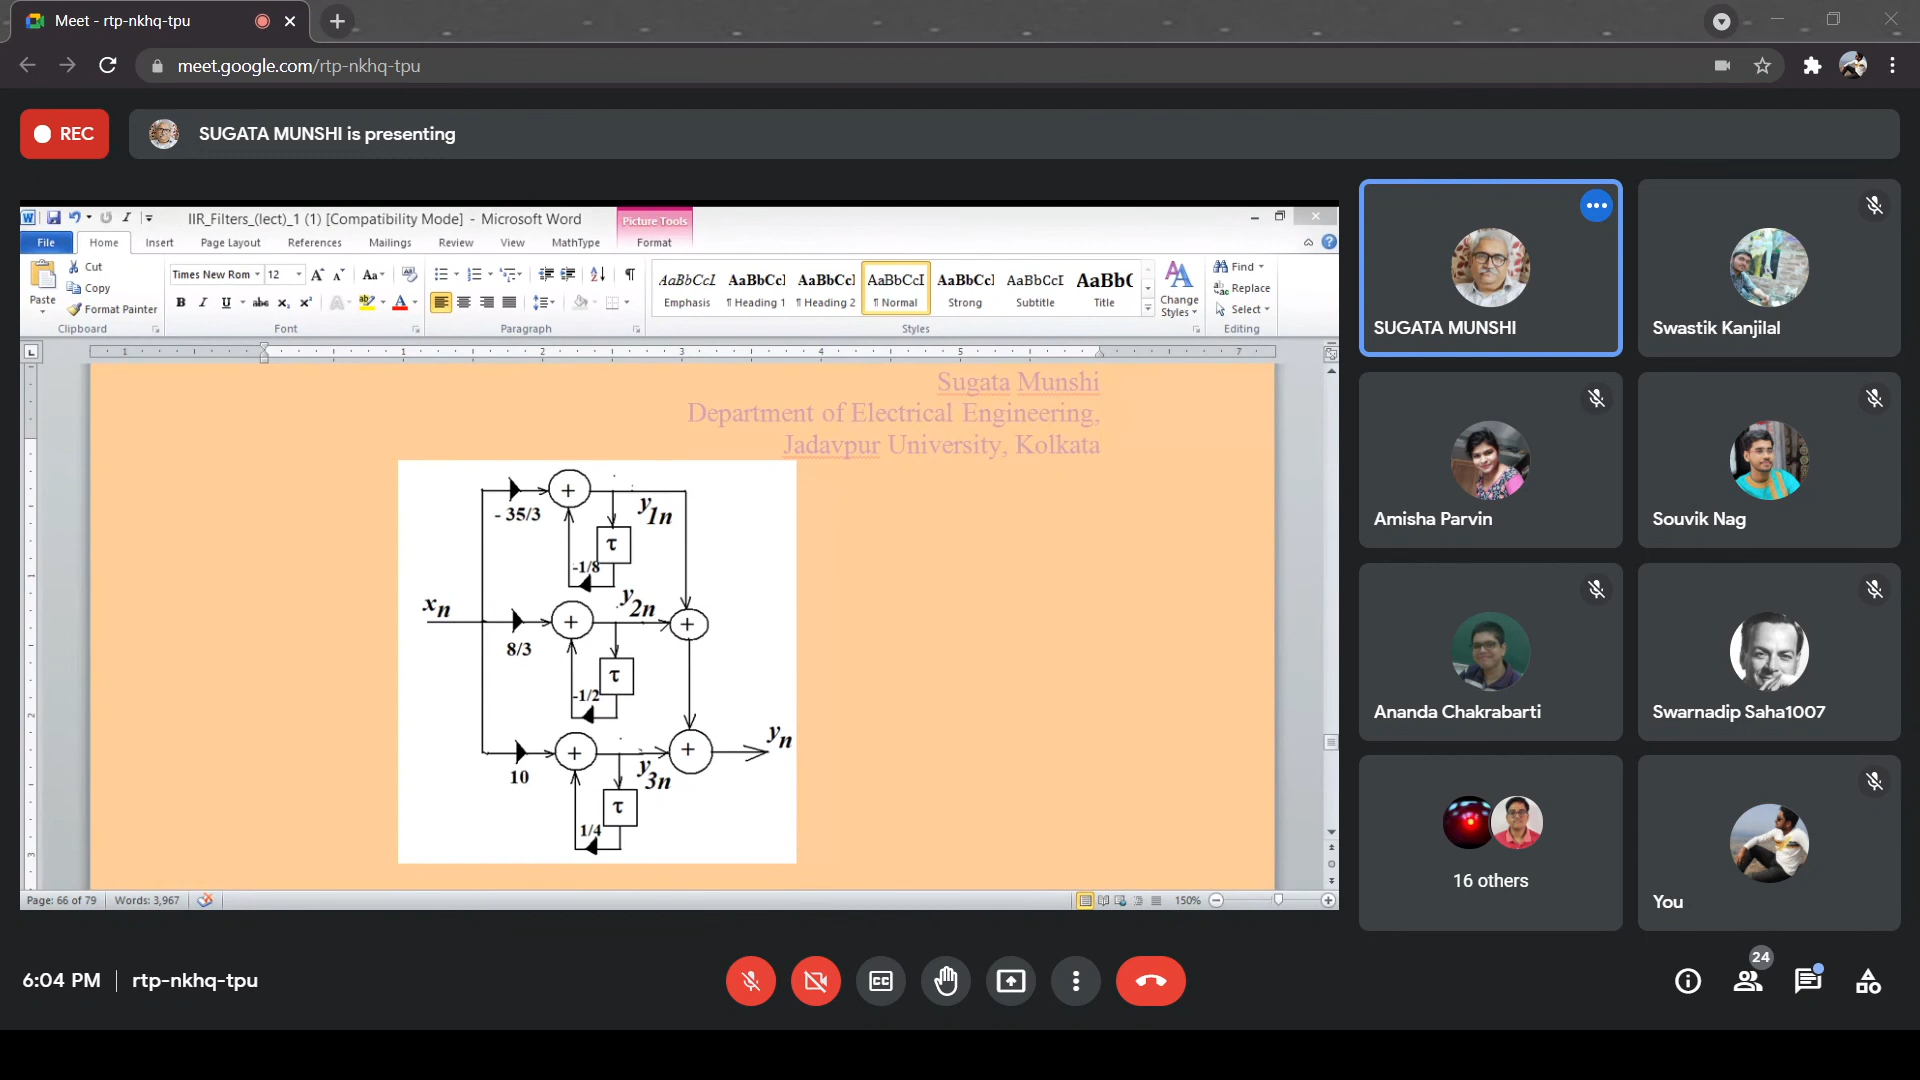 Meet - rtp-nkhq-tpu
meet.google.com/rtp-nkhq-tpu
REC
SUGATA MUNSHI is presenting
IIR_Filters_(lect)_1 (1) [Compatibility Mode] - Microsoft Word
Picture Tools
File Home Insert Page Layout References Mailings Review View MathType Format
Paste
Cut
Copy
Format Painter
Clipboard
Times New Rom 12
Font
Paragraph
AaBbCcI AaBbCcI AaBbCcI AaBbCcI AaBbCcI AaBbCcI AaBb(
Emphasis ¶ Heading 1 ¶ Heading 2 ¶ Normal Strong Subtitle Title
Change Styles
Styles
Find
Replace
Select
Editing
Sugata Munshi
Department of Electrical Engineering,
Jadavpur University, Kolkata
+
- 35/3
y1n
τ
-1/8
xn
y2n
+
+
8/3
τ
-1/2
+
+
yn
10
y3n
τ
1/4
Page: 66 of 79 Words: 3,967 150%
SUGATA MUNSHI
Swastik Kanjilal
Amisha Parvin
Souvik Nag
Ananda Chakrabarti
Swarnadip Saha1007
16 others
You
6:04 PM | rtp-nkhq-tpu
24